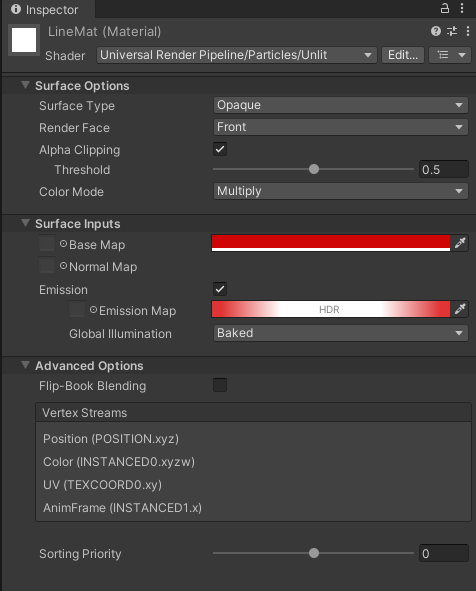 Inspector
LineMat (Material)
Shader Universal Render Pipeline/Particles/Unlit Edit...
Surface Options
Surface Type Opaque
Render Face Front
Alpha Clipping
Threshold 0.5
Color Mode Multiply
Surface Inputs
Base Map
Normal Map
Emission
Emission Map HDR
Global Illumination Baked
Advanced Options
Flip-Book Blending
Vertex Streams
Position (POSITION.xyz)
Color (INSTANCED0.xyzw)
UV (TEXCOORD0.xy)
AnimFrame (INSTANCED1.x)
Sorting Priority 0